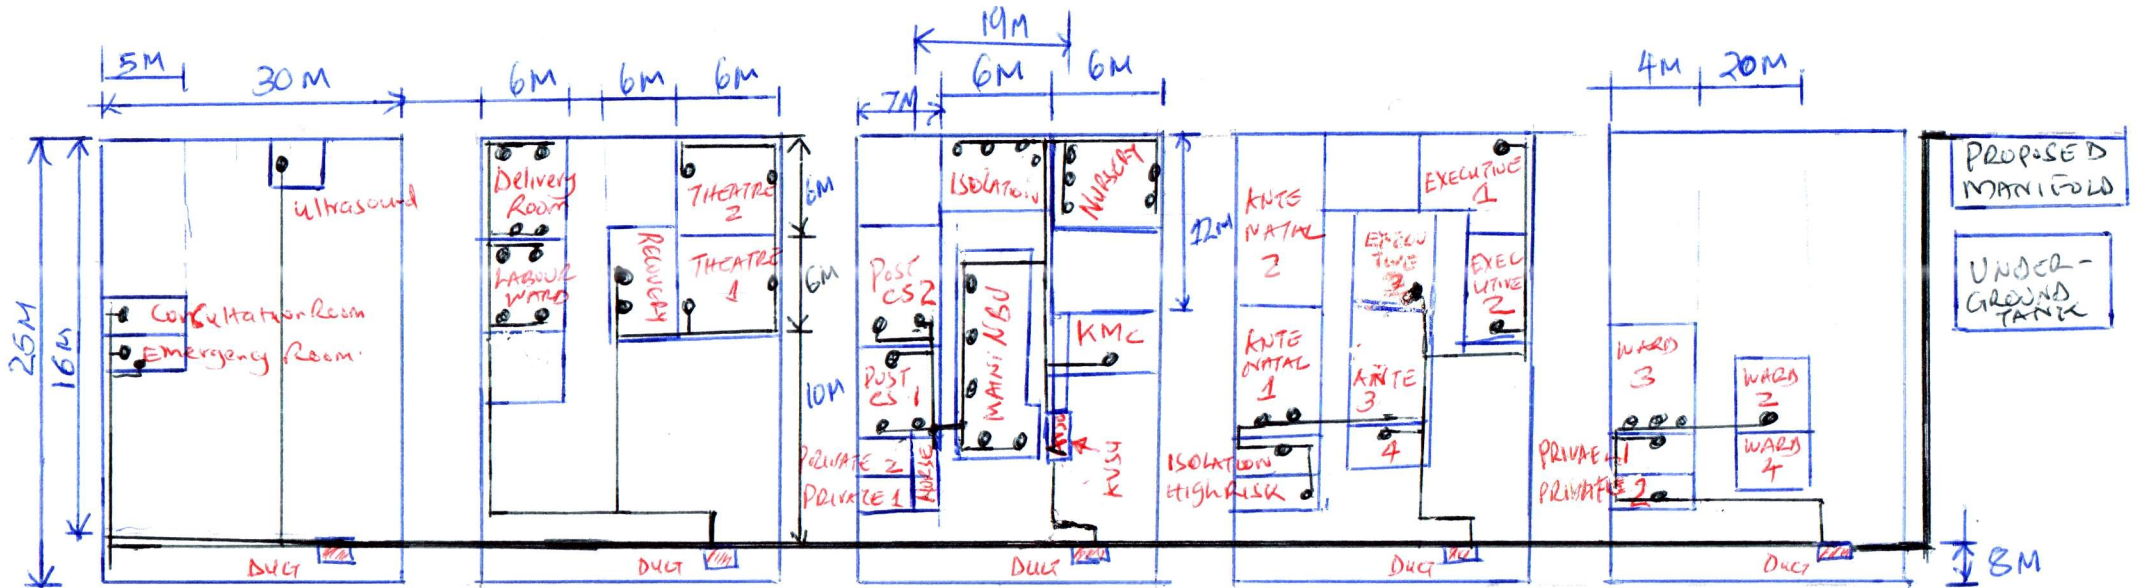 19M
5M
30M
6M
6M
6M
7M
6M
6M
4M
20M
ultrasound
Delivery
Room
THEATRE
2
6M
ISOLATION
NURSERY
12M
ANTE
NATAL
2
EXECUTIVE
1
PROPOSED
MANIFOLD
UNDER-
GROUND
TANK
LABOUR
WARD
RECOVERY
THEATRE
1
6M
POST
CS 2
MAIN NBU
KMC
EXECU
TIVE
3
EXEC
UTIVE
2
25M
16M
Consultation Room
Emergency Room
10M
POST
CS 1
ANTE
NATAL
1
ANTE
3
4
WARD
3
WARD
2
WARD
4
PRIVATE 2
PRIVATE 1
NURSE
ISOLATION
HIGH RISK
PRIVATE 1
PRIVATE 2
DUCT
DUCT
DUCT
DUCT
DUCT
8M